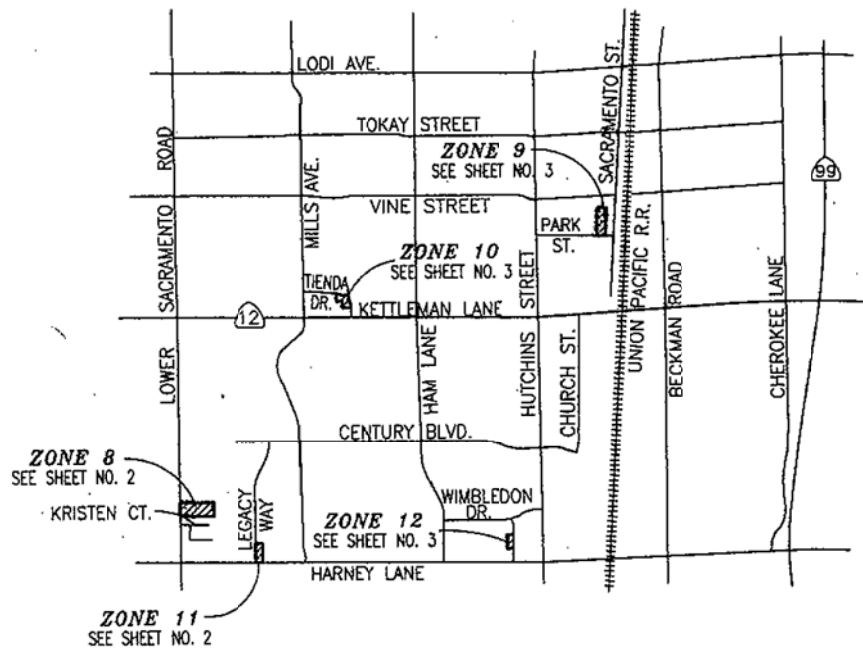 LODI AVE.
SACRAMENTO ST.
TOKAY STREET
ZONE 9
SEE SHEET NO. 3
99
LOWER SACRAMENTO ROAD
MILLS AVE.
VINE STREET
PARK
ST.
ZONE 10
SEE SHEET NO. 3
TIENDA
DR.
KETTLEMAN LANE
12
HAM LANE
HUTCHINS STREET
CHURCH ST.
UNION PACIFIC R.R.
BECKMAN ROAD
CHEROKEE LANE
CENTURY BLVD.
ZONE 8
SEE SHEET NO. 2
KRISTEN CT.
LEGACY
WAY
ZONE 12
SEE SHEET NO. 3
WIMBLEDON
DR.
HARNEY LANE
ZONE 11
SEE SHEET NO. 2